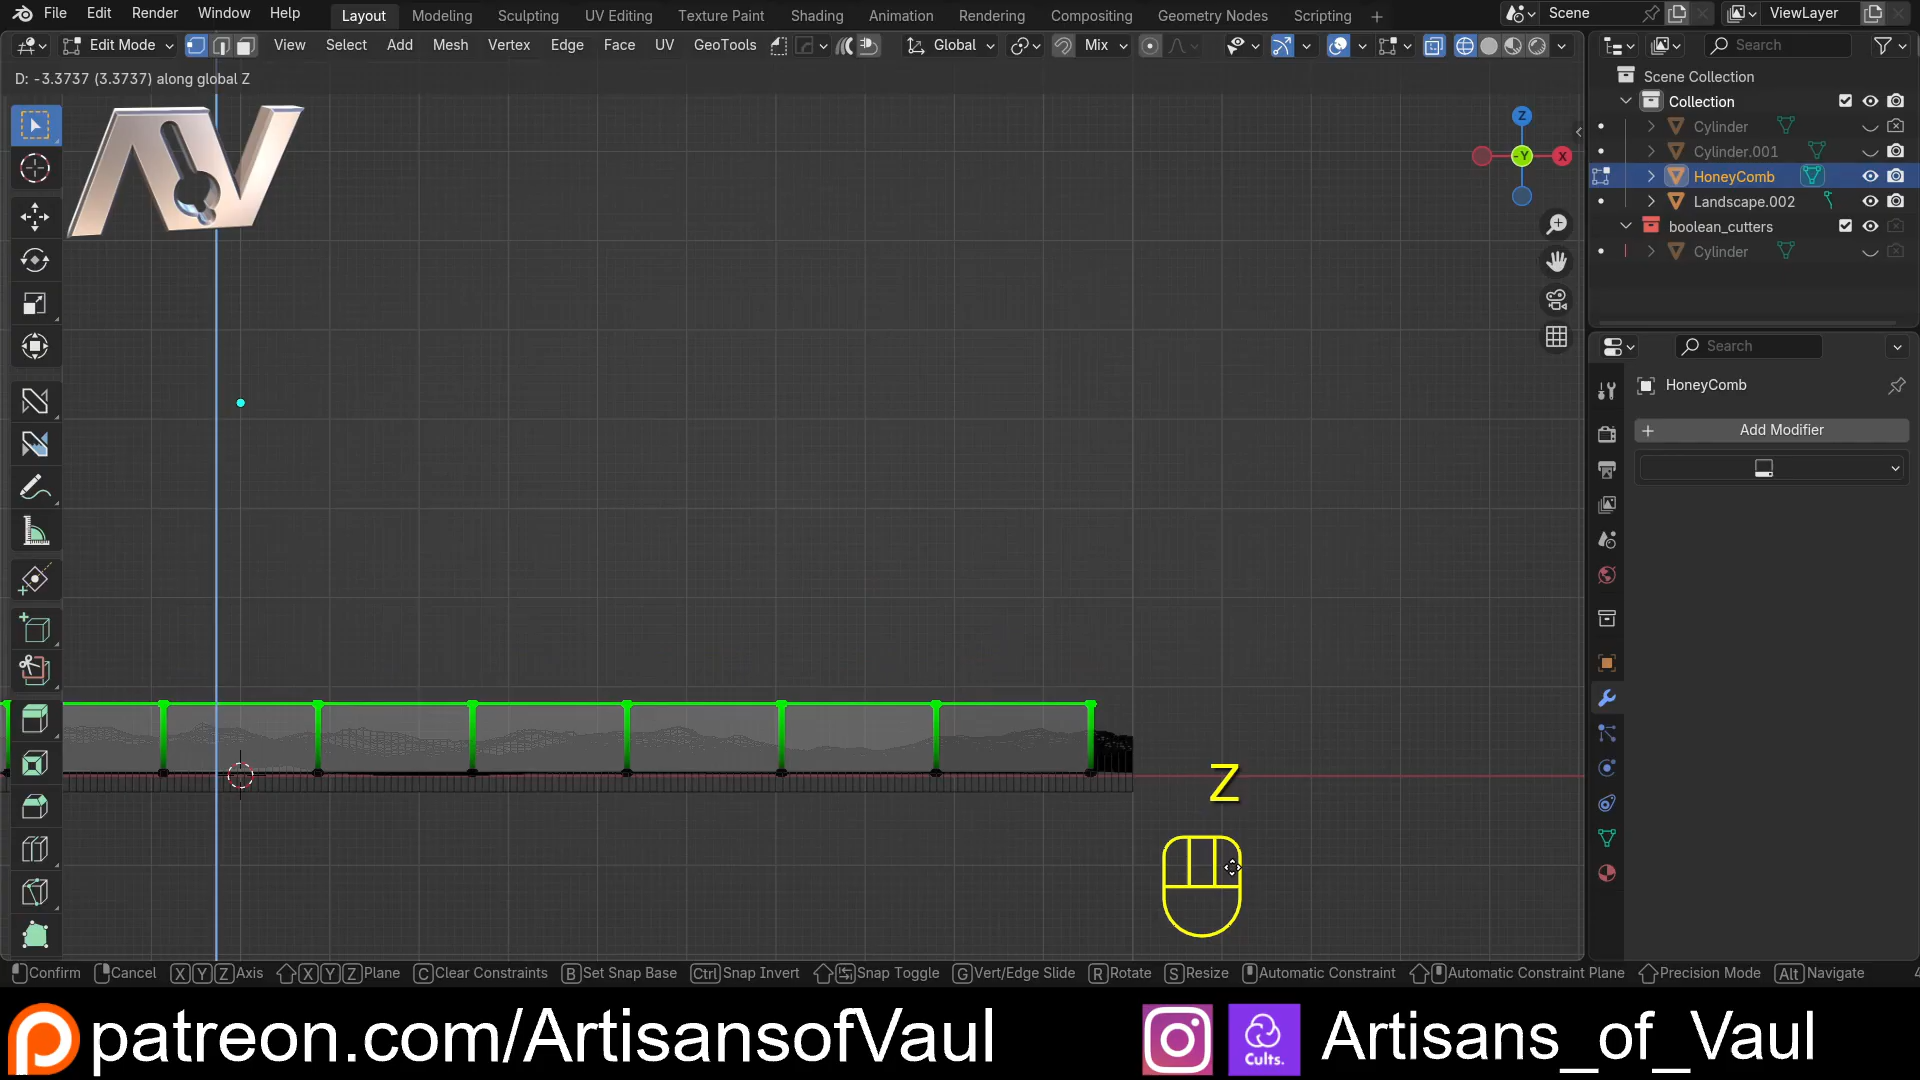 File Edit Render Window Help Layout Modeling Sculpting UV Editing Texture Paint Shading Animation Rendering Compositing Geometry Nodes Scripting + Scene ViewLayer
Edit Mode View Select Add Mesh Vertex Edge Face UV GeoTools Global Mix Search
D: -3.3737 (3.3737) along global Z
Scene Collection
Collection
Cylinder
Cylinder.001
HoneyComb
Landscape.002
boolean_cutters
Cylinder
Z
X
-Y
AV
Search
HoneyComb
+ Add Modifier
Z
Confirm Cancel X Y Z Axis X Y Z Plane C Clear Constraints B Set Snap Base Ctrl Snap Invert Snap Toggle G Vert/Edge Slide R Rotate S Resize Automatic Constraint Automatic Constraint Plane Precision Mode Alt Navigate
patreon.com/ArtisansofVaul Cults. Artisans_of_Vaul